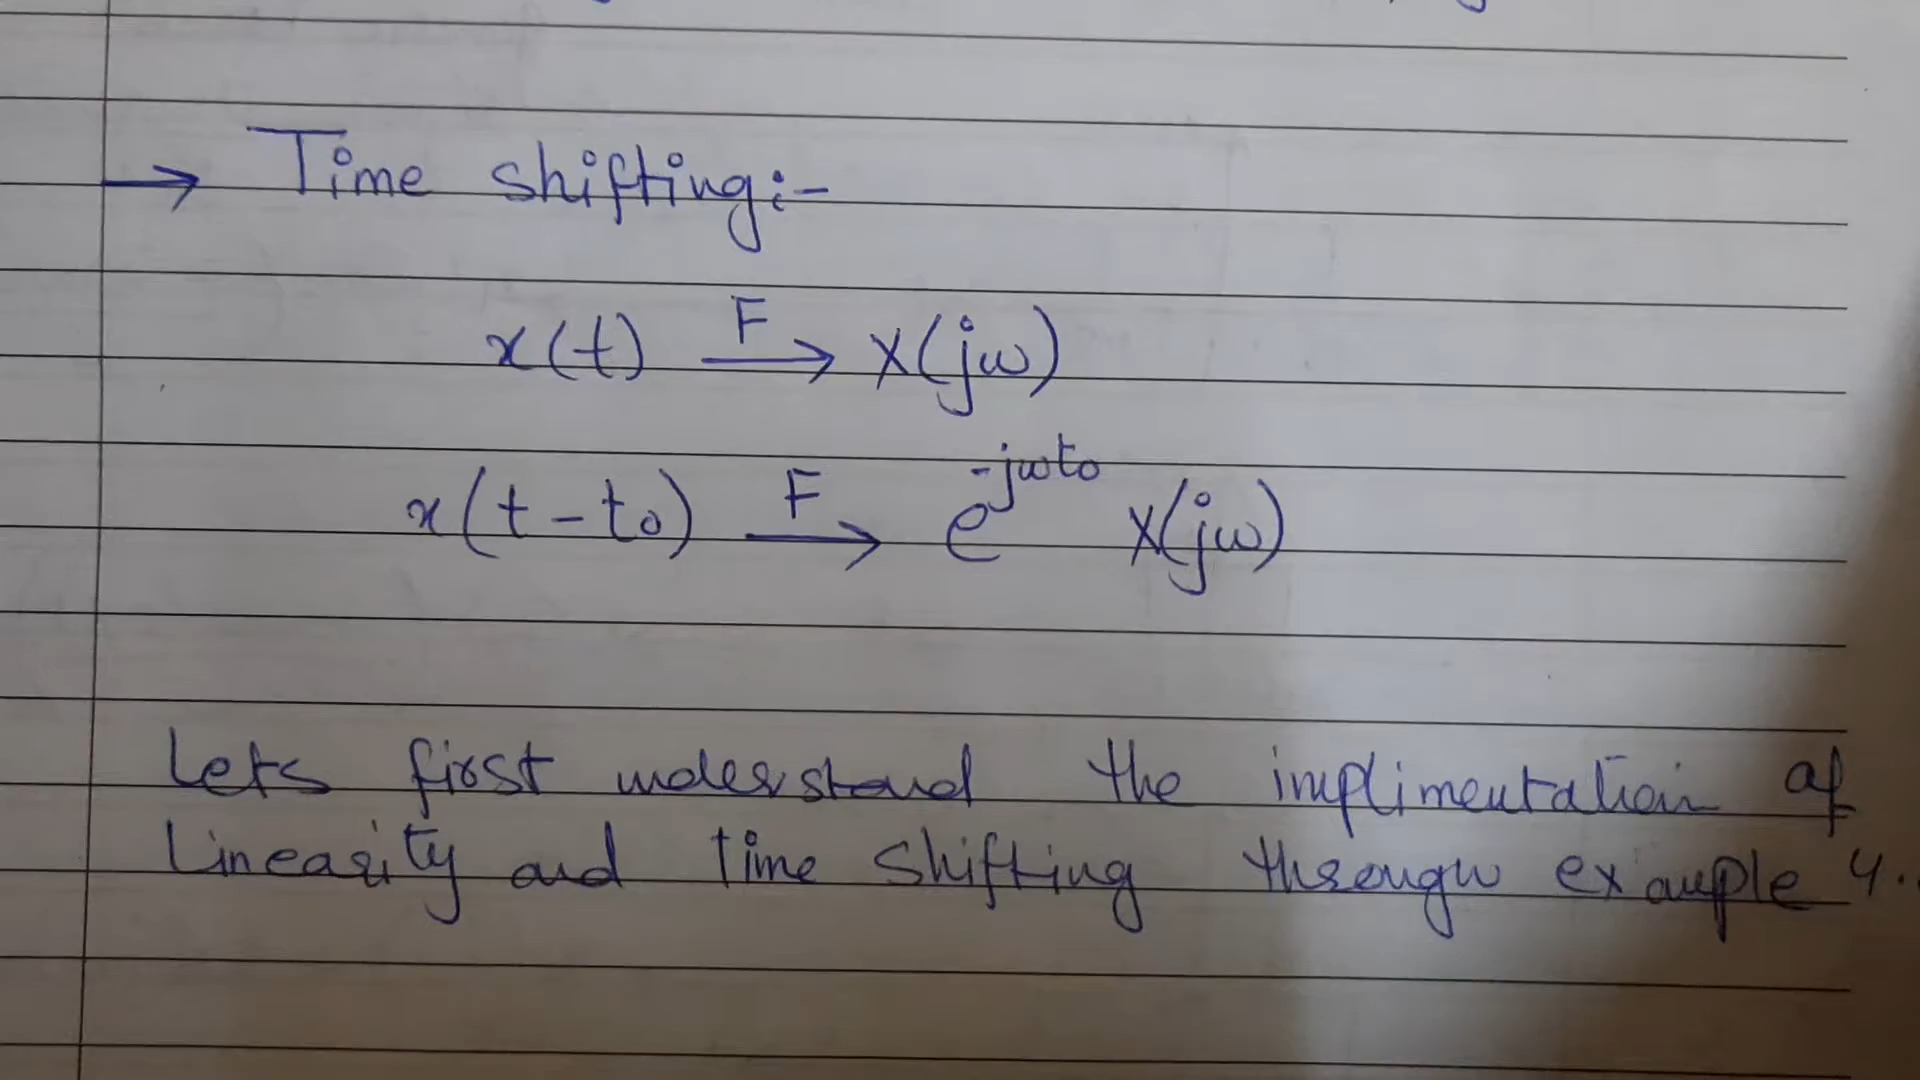 → Time shifting:-
x(t) F→ X(jω)
x(t-t₀) F→ e^-jωt₀ X(jω)
Lets first understand the implimentation of
Linearity and time shifting through example 4..